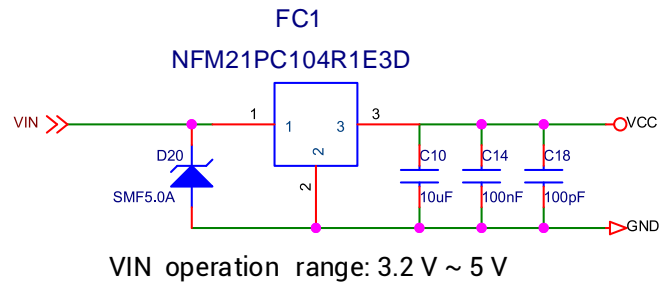 FC1
NFM21PC104R1E3D
VIN
1
1
3
3
VCC
2
2
D20
SMF5.0A
C10
10uF
C14
100nF
C18
100pF
GND
VIN operation range: 3.2 V ~ 5 V